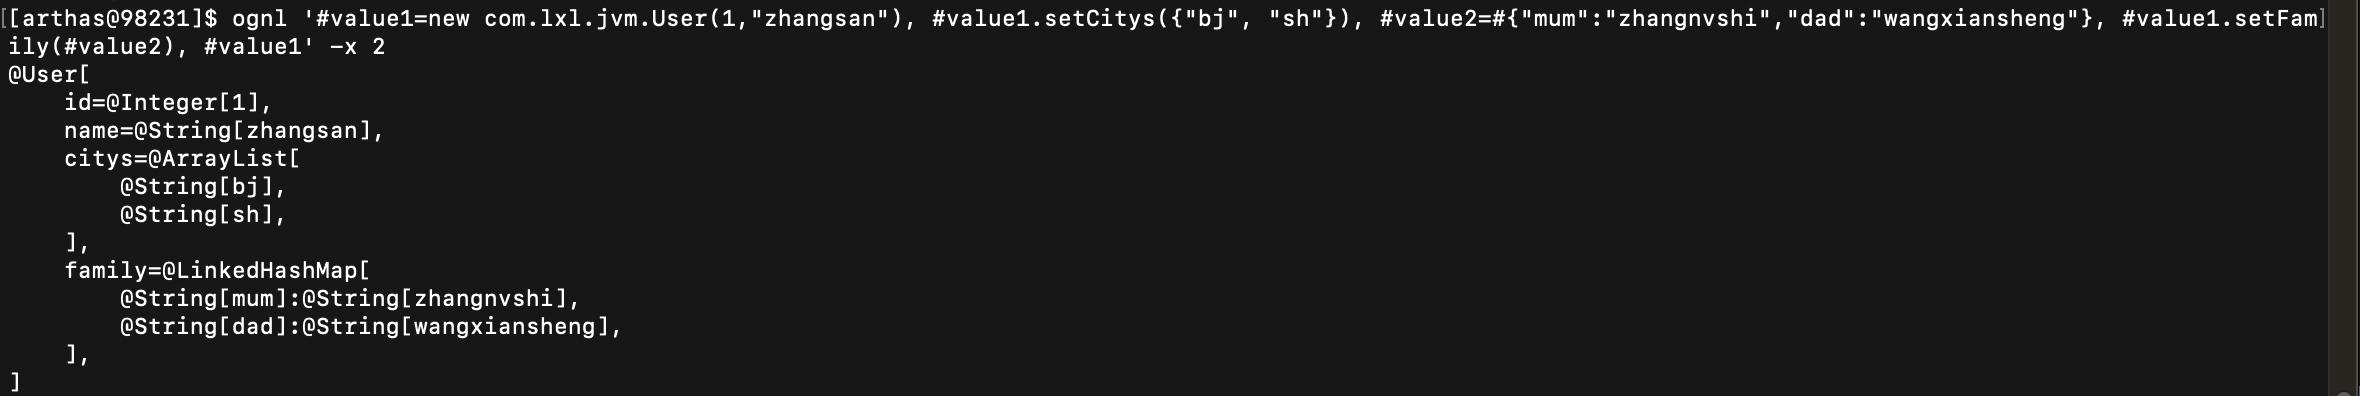 [[arthas@98231]$ ognl '#value1=new com.lxl.jvm.User(1,"zhangsan"), #value1.setCitys({"bj", "sh"}), #value2=#{"mum":"zhangnvshi","dad":"wangxiansheng"}, #value1.setFam]
ily(#value2), #value1' -x 2
@User[
    id=@Integer[1],
    name=@String[zhangsan],
    citys=@ArrayList[
        @String[bj],
        @String[sh],
    ],
    family=@LinkedHashMap[
        @String[mum]:@String[zhangnvshi],
        @String[dad]:@String[wangxiansheng],
    ],
]